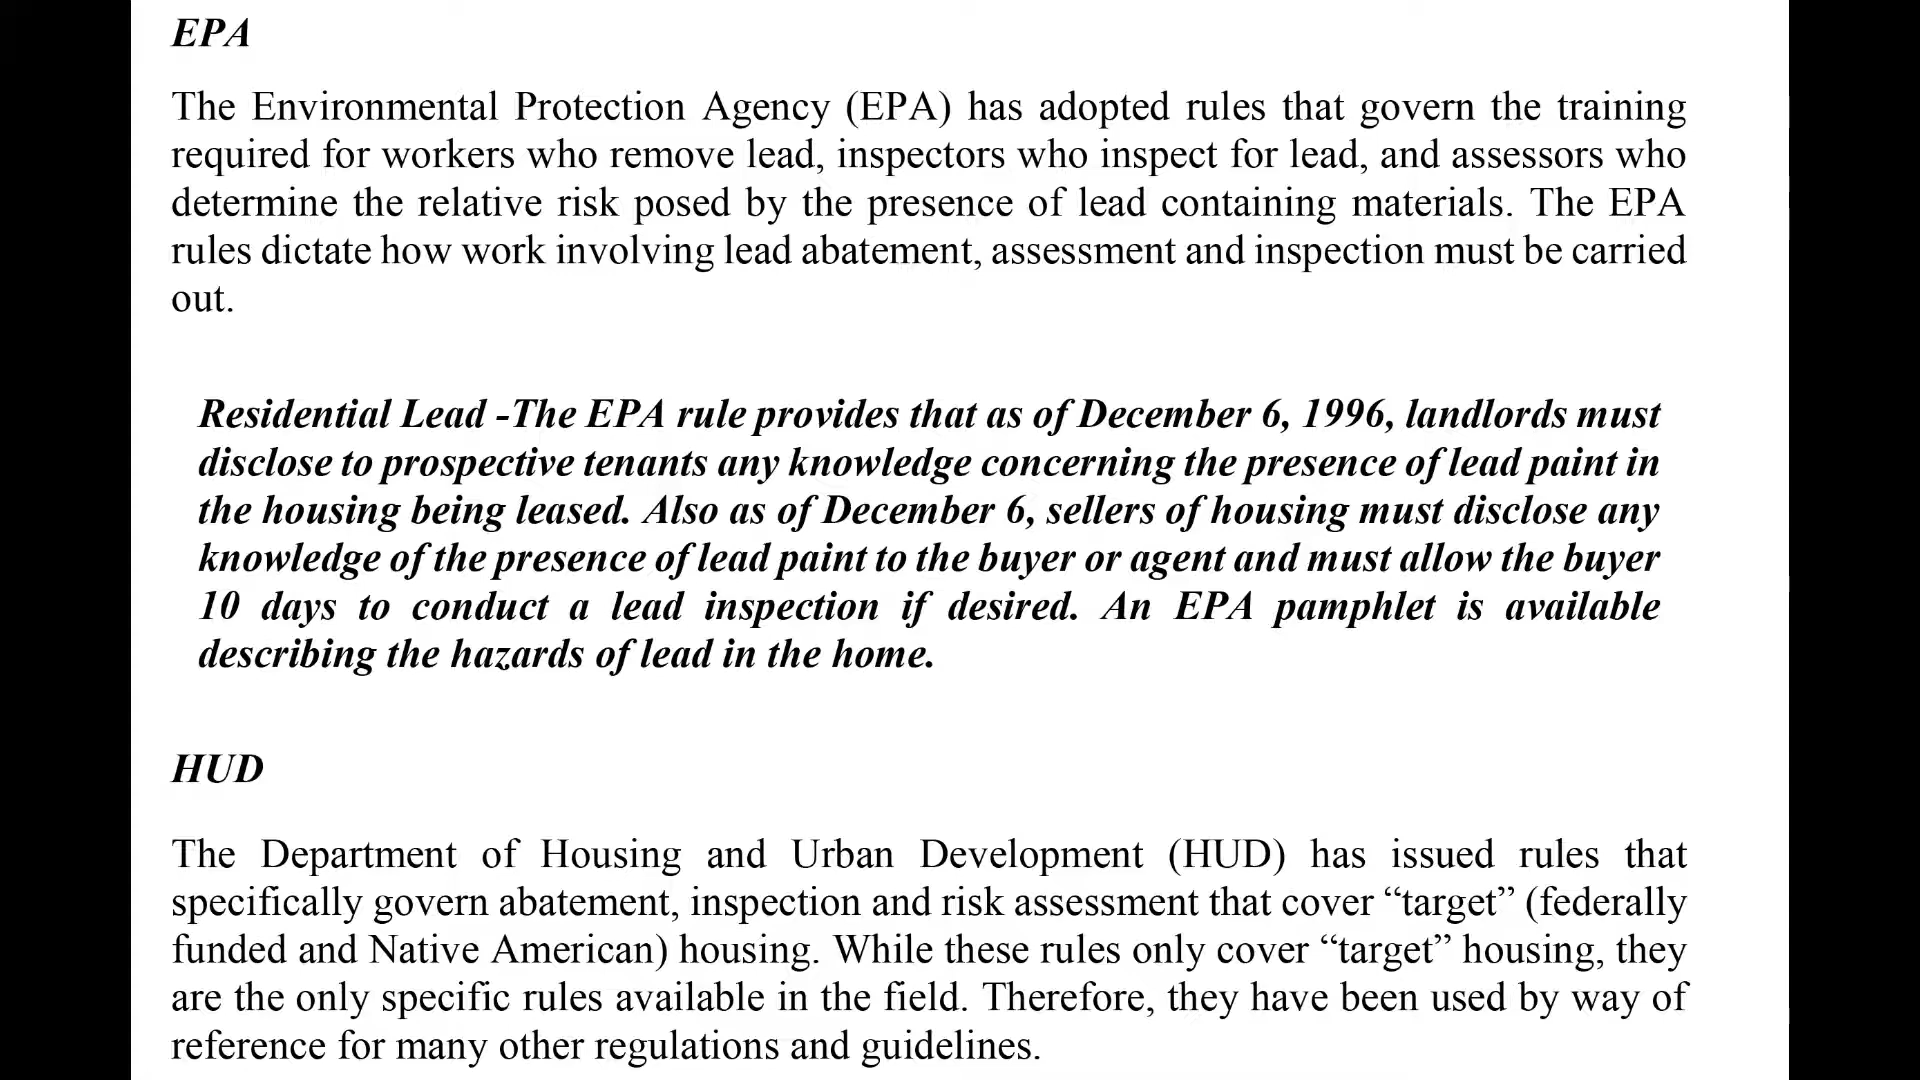 EPA
The Environmental Protection Agency (EPA) has adopted rules that govern the training
required for workers who remove lead, inspectors who inspect for lead, and assessors who
determine the relative risk posed by the presence of lead containing materials. The EPA
rules dictate how work involving lead abatement, assessment and inspection must be carried
out.
Residential Lead -The EPA rule provides that as of December 6, 1996, landlords must
disclose to prospective tenants any knowledge concerning the presence of lead paint in
the housing being leased. Also as of December 6, sellers of housing must disclose any
knowledge of the presence of lead paint to the buyer or agent and must allow the buyer
10 days to conduct a lead inspection if desired. An EPA pamphlet is available
describing the hazards of lead in the home.
HUD
The Department of Housing and Urban Development (HUD) has issued rules that
specifically govern abatement, inspection and risk assessment that cover “target” (federally
funded and Native American) housing. While these rules only cover “target” housing, they
are the only specific rules available in the field. Therefore, they have been used by way of
reference for many other regulations and guidelines.